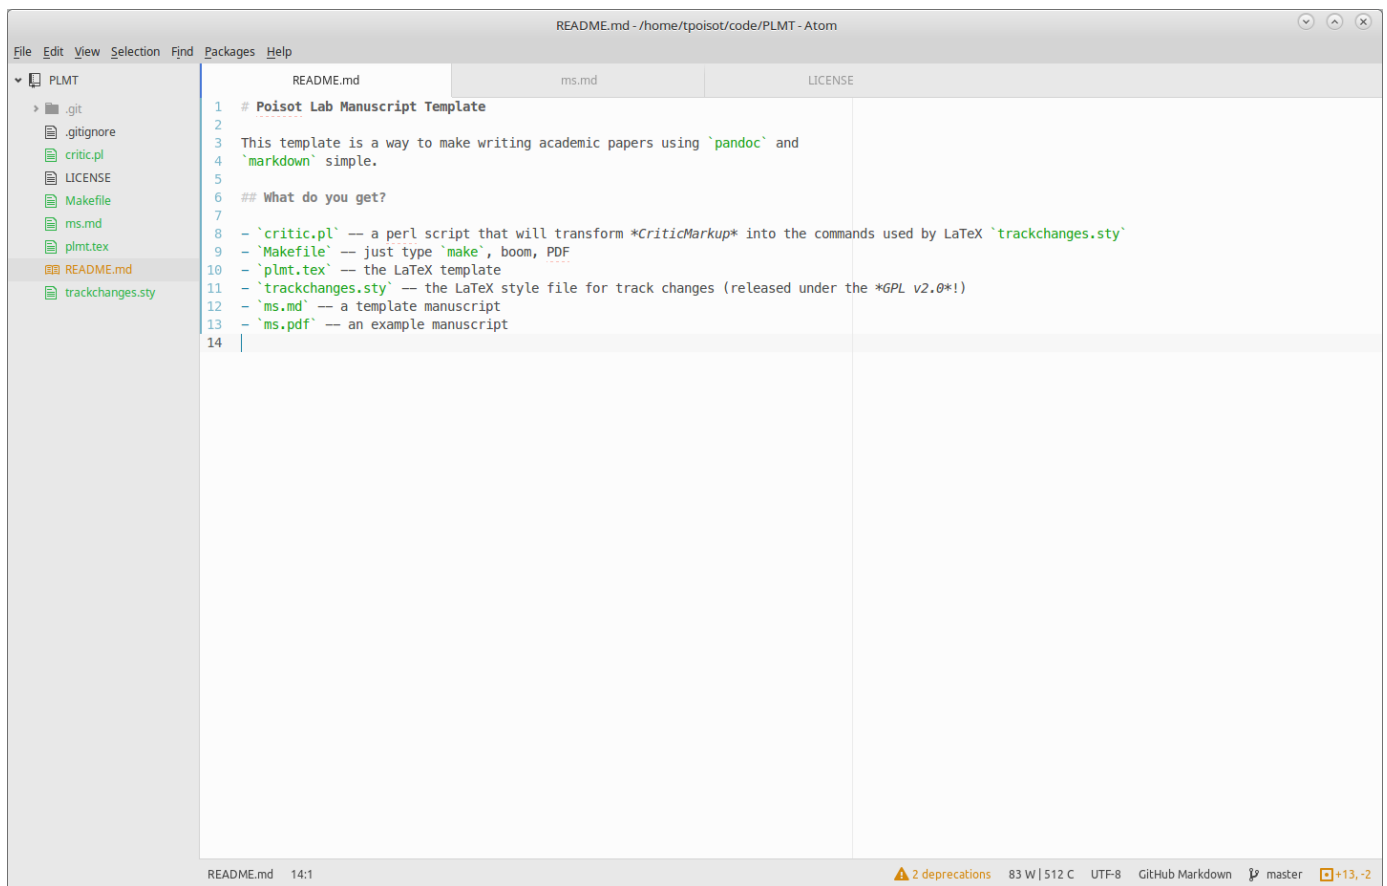 README.md - /home/tpoisot/code/PLMT - Atom
File Edit View Selection Find Packages Help
PLMT
.git
.gitignore
critic.pl
LICENSE
Makefile
ms.md
plmt.tex
README.md
trackchanges.sty
README.md ms.md LICENSE
1 # Poisot Lab Manuscript Template
2
3 This template is a way to make writing academic papers using `pandoc` and
4 `markdown` simple.
5
6 ## What do you get?
7
8 - `critic.pl` -- a perl script that will transform *CriticMarkup* into the commands used by LaTeX `trackchanges.sty`
9 - `Makefile` -- just type `make`, boom, PDF
10 - `plmt.tex` -- the LaTeX template
11 - `trackchanges.sty` -- the LaTeX style file for track changes (released under the *GPL v2.0*!)
12 - `ms.md` -- a template manuscript
13 - `ms.pdf` -- an example manuscript
14
README.md 14:1 2 deprecations 83 W | 512 C UTF-8 GitHub Markdown master +13, -2